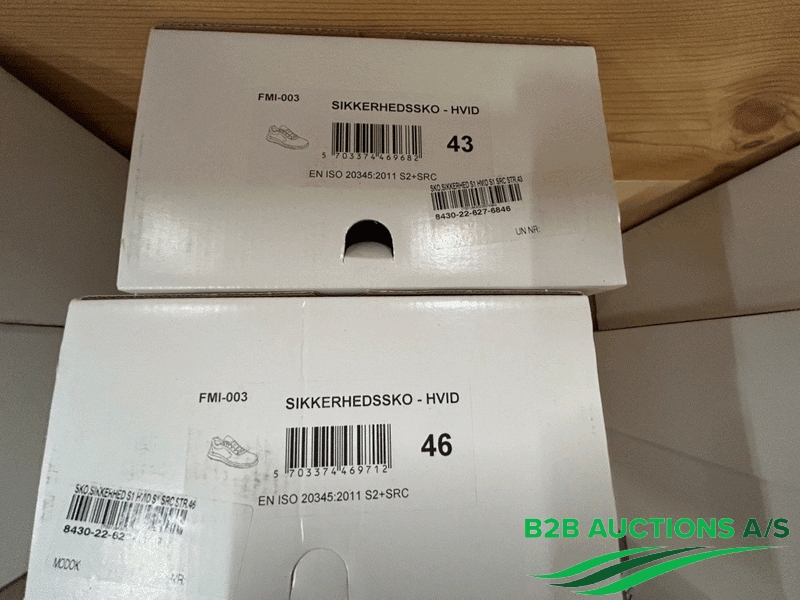 FMI-003
SIKKERHEDSSKO - HVID
43
5 703374 469682
EN ISO 20345:2011 S2+SRC
SKO SIKKERHED S1 HVID S1 SRC STR.43
8430-22-627-6846
UN NR:
FMI-003
SIKKERHEDSSKO - HVID
46
5 703374 469712
EN ISO 20345:2011 S2+SRC
SKO SIKKERHED S1 HVID S1 SRC STR.46
8430-22-62
MODOK
B2B AUCTIONS A/S